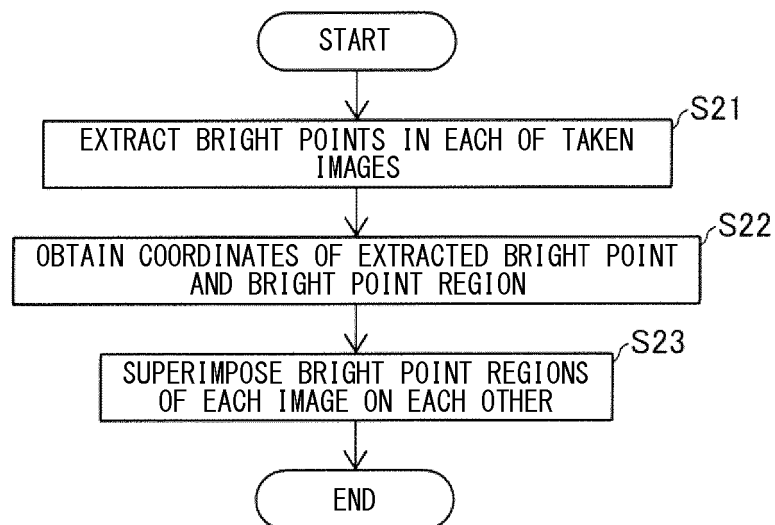 START
S21
EXTRACT BRIGHT POINTS IN EACH OF TAKEN
IMAGES
S22
OBTAIN COORDINATES OF EXTRACTED BRIGHT POINT
AND BRIGHT POINT REGION
S23
SUPERIMPOSE BRIGHT POINT REGIONS
OF EACH IMAGE ON EACH OTHER
END